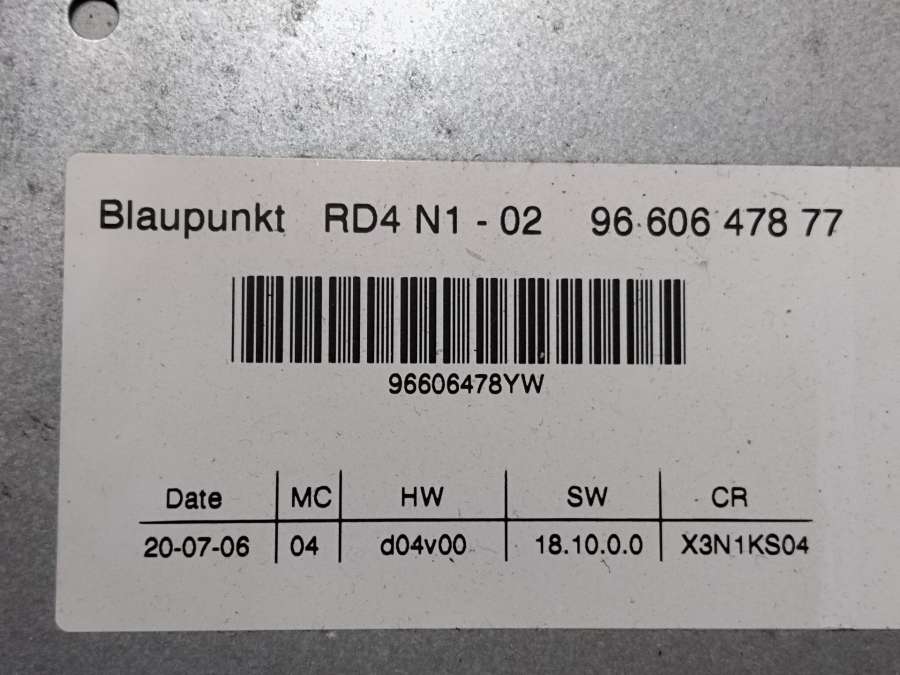 Blaupunkt RD4 N1 - 02 96 606 478 77
96606478YW
Date MC HW SW CR
20-07-06 04 d04v00 18.10.0.0 X3N1KS04